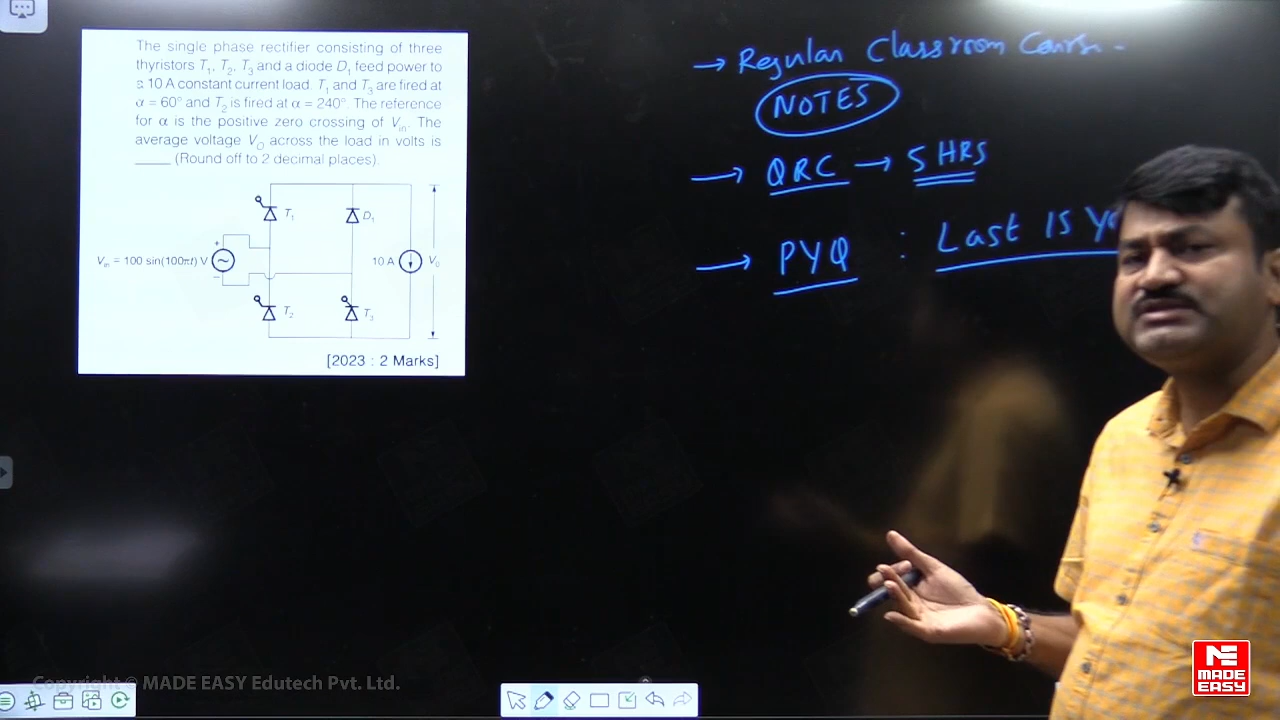 The single phase rectifier consisting of three
thyristors T₁, T₂, T₃ and a diode D₁ feed power to
a 10 A constant current load. T₁ and T₃ are fired at
α = 60° and T₂ is fired at α = 240°. The reference
for α is the positive zero crossing of Vin. The
average voltage VO across the load in volts is
_____ (Round off to 2 decimal places).
T₁
D₁
+
Vin = 100 sin(100πt) V
~
−
10 A
V₀
T₂
T₃
[2023 : 2 Marks]
→ Regular Classroom Course -
NOTES
→ QRC → 5 HRS
→ PYQ : Last 15
Copyright © MADE EASY Edutech Pvt. Ltd.
ME
MADE
EASY